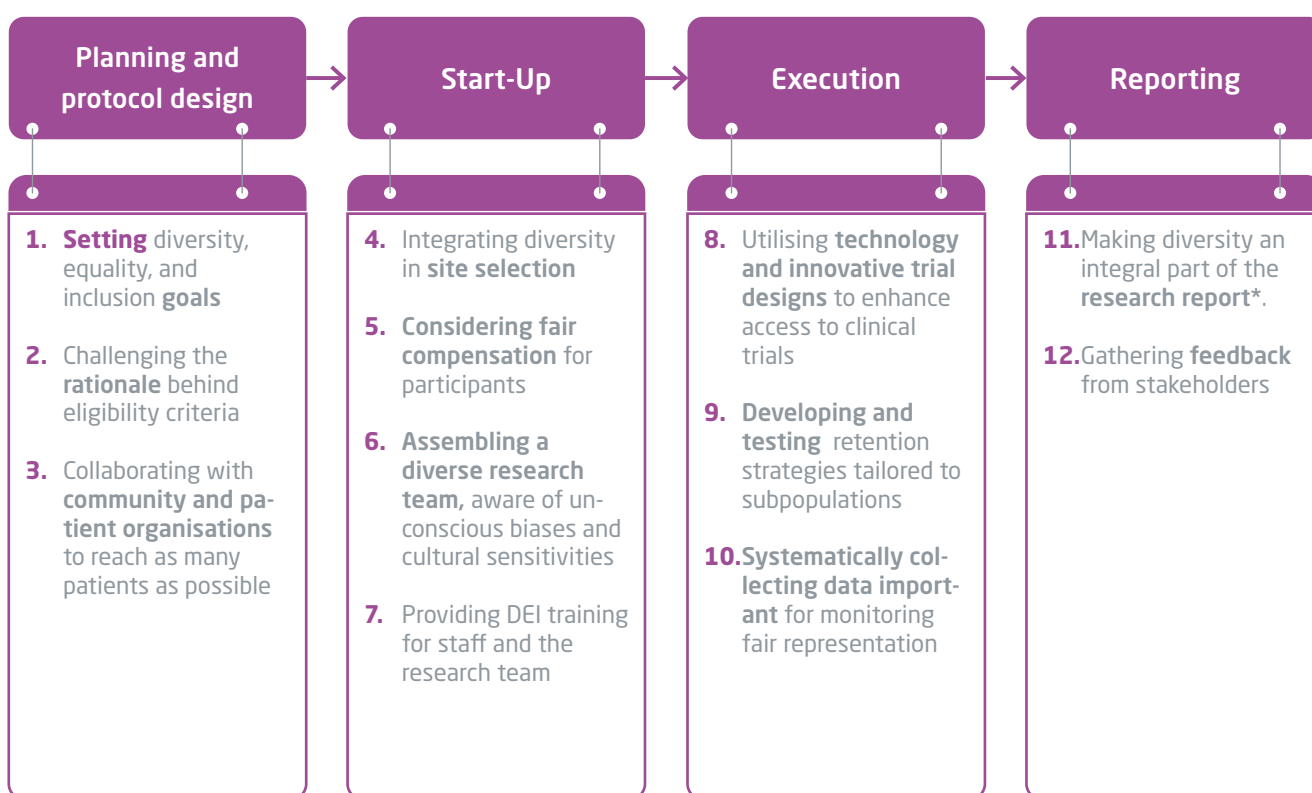 Planning and
protocol design
Start-Up
Execution
Reporting
1. Setting diversity,
equality, and
inclusion goals
2. Challenging the
rationale behind
eligibility criteria
3. Collaborating with
community and pa-
tient organisations
to reach as many
patients as possible
4. Integrating diversity
in site selection
5. Considering fair
compensation for
participants
6. Assembling a
diverse research
team, aware of un-
conscious biases and
cultural sensitivities
7. Providing DEI training
for staff and the
research team
8. Utilising technology
and innovative trial
designs to enhance
access to clinical
trials
9. Developing and
testing retention
strategies tailored to
subpopulations
10. Systematically col-
lecting data import-
ant for monitoring
fair representation
11. Making diversity an
integral part of the
research report*.
12. Gathering feedback
from stakeholders